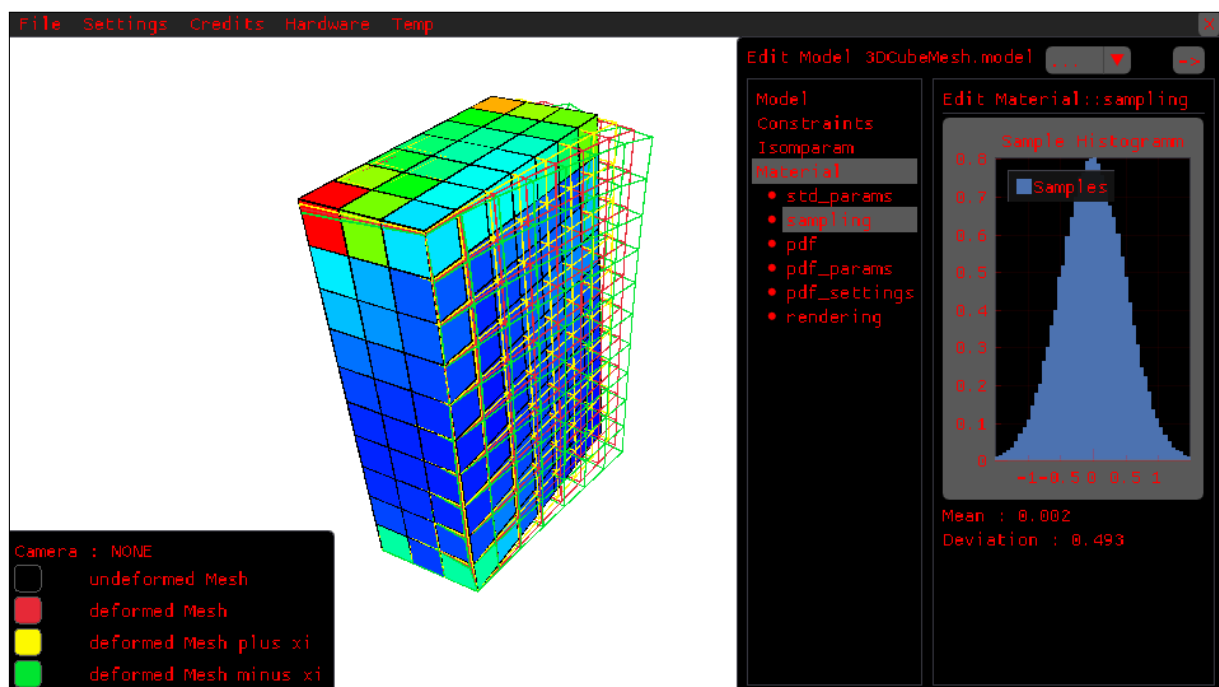 File Settings Credits Hardware Temp X
Edit Model 3DCubeMesh.model ... ->
Model
Constraints
Isomparam
Material
std_params
sampling
pdf
pdf_params
pdf_settings
rendering
Edit Material::sampling
Sample Histogramm
Samples
0.8
0.7
0.6
0.5
0.4
0.3
0.2
0.1
0
-1 -0.5 0 0.5 1
Mean : 0.002
Deviation : 0.493
Camera : NONE
undeformed Mesh
deformed Mesh
deformed Mesh plus xi
deformed Mesh minus xi